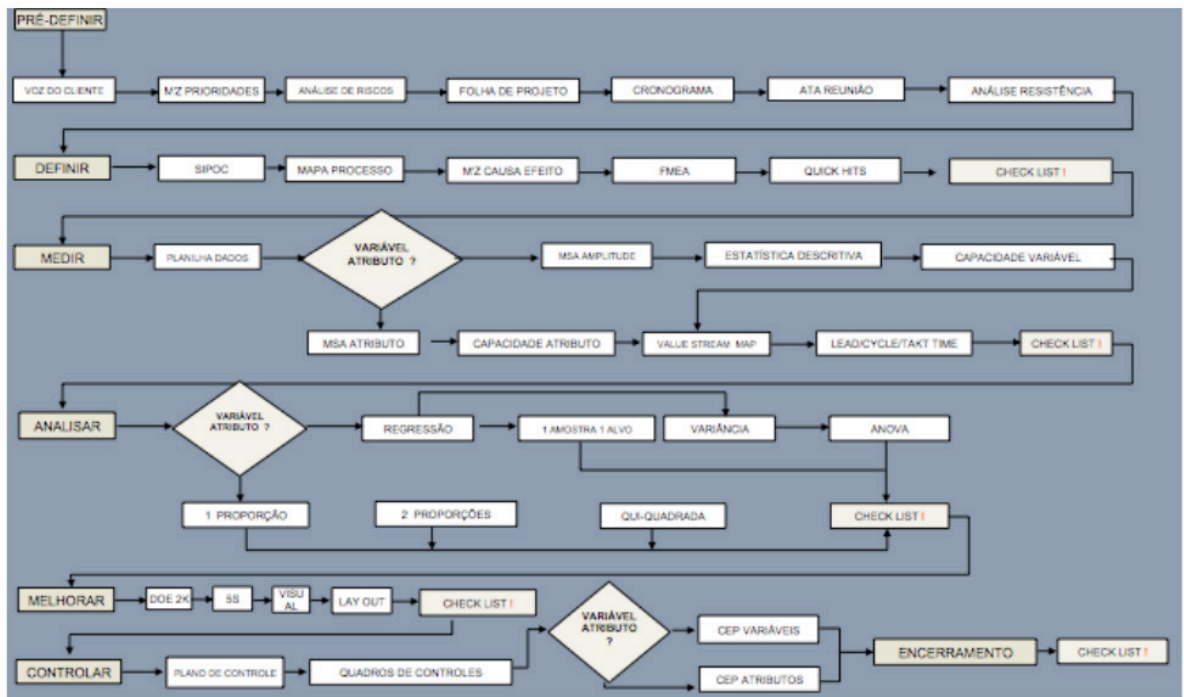 PRÉ-DEFINIR
VOZ DO CLIENTE
M'Z PRIORIDADES
ANÁLISE DE RISCOS
FOLHA DE PROJETO
CRONOGRAMA
ATA REUNIÃO
ANÁLISE RESISTÊNCIA
DEFINIR
SIPOC
MAPA PROCESSO
M'Z CAUSA EFEITO
FMEA
QUICK HITS
CHECK LIST !
MEDIR
PLANILHA DADOS
VARIÁVEL
ATRIBUTO ?
MSA AMPLITUDE
ESTATÍSTICA DESCRITIVA
CAPACIDADE VARIÁVEL
MSA ATRIBUTO
CAPACIDADE ATRIBUTO
VALUE STREAM MAP
LEAD/CYCLE/TAKT TIME
CHECK LIST !
ANALISAR
VARIÁVEL
ATRIBUTO ?
REGRESSÃO
1 AMOSTRA 1 ALVO
VARIÂNCIA
ANOVA
1 PROPORÇÃO
2 PROPORÇÕES
QUI-QUADRADA
CHECK LIST !
MELHORAR
DOE 2K
5S
VISU
AL
LAY OUT
CHECK LIST !
CONTROLAR
PLANO DE CONTROLE
QUADROS DE CONTROLES
VARIÁVEL
ATRIBUTO
?
CEP VARIÁVEIS
CEP ATRIBUTOS
ENCERRAMENTO
CHECK LIST !